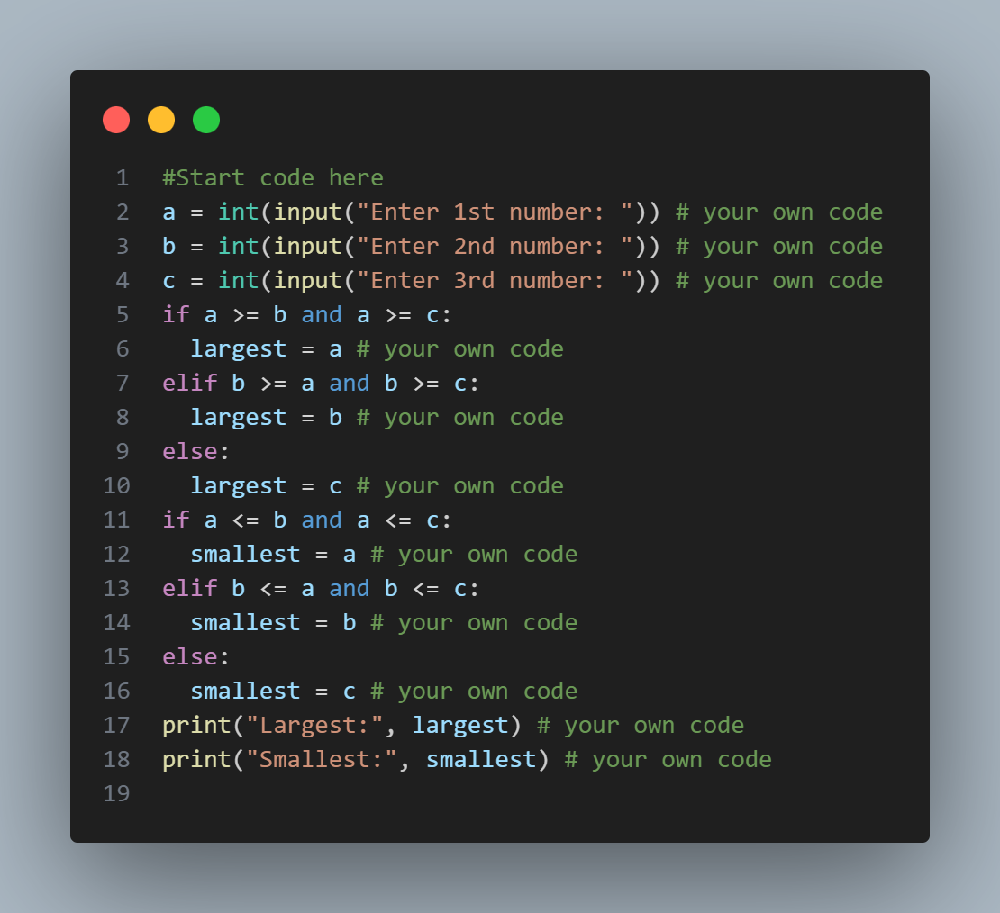 1 #Start code here
2 a = int(input("Enter 1st number: ")) # your own code
3 b = int(input("Enter 2nd number: ")) # your own code
4 c = int(input("Enter 3rd number: ")) # your own code
5 if a >= b and a >= c:
6   largest = a # your own code
7 elif b >= a and b >= c:
8   largest = b # your own code
9 else:
10   largest = c # your own code
11 if a <= b and a <= c:
12   smallest = a # your own code
13 elif b <= a and b <= c:
14   smallest = b # your own code
15 else:
16   smallest = c # your own code
17 print("Largest:", largest) # your own code
18 print("Smallest:", smallest) # your own code
19